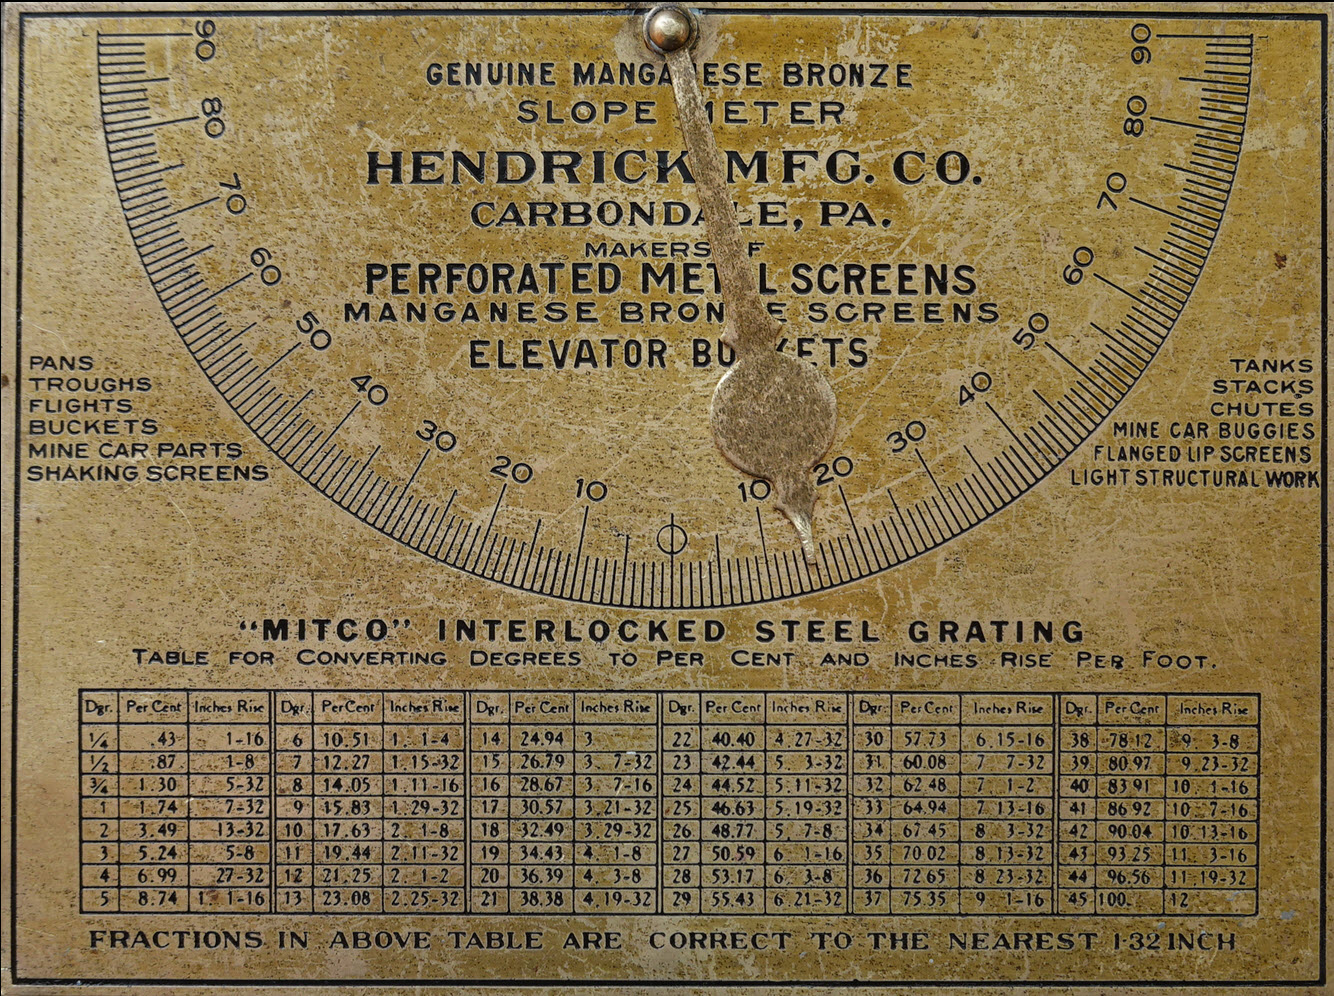 90 90
GENUINE MANGANESE BRONZE
SLOPE METER
80 80
HENDRICK MFG. CO.
70 70
CARBONDALE, PA.
MAKERS OF
60 60
PERFORATED METAL SCREENS
MANGANESE BRONZE SCREENS
50 50
ELEVATOR BUCKETS
40 40
30 30
20 20
10 10
0
PANS
TROUGHS
FLIGHTS
BUCKETS
MINE CAR PARTS
SHAKING SCREENS
TANKS
STACKS
CHUTES
MINE CAR BUGGIES
FLANGED LIP SCREENS
LIGHT STRUCTURAL WORK
"MITCO" INTERLOCKED STEEL GRATING
TABLE FOR CONVERTING DEGREES TO PER CENT AND INCHES RISE PER FOOT.
Dgr. Per Cent Inches Rise Dgr. Per Cent Inches Rise Dgr. Per Cent Inches Rise Dgr. Per Cent Inches Rise Dgr. Per Cent Inches Rise Dgr. Per Cent Inches Rise
1/4 .43 1-16 6 10.51 1. 1-4 14 24.94 3 22 40.40 4.27-32 30 57.73 6.15-16 38 78.12 9. 3-8
1/2 .87 1-8 7 12.27 1.15-32 15 26.79 3. 7-32 23 42.44 5. 3-32 31 60.08 7 7-32 39 80.97 9.23-32
3/4 1.30 5-32 8 14.05 1.11-16 16 28.67 3. 7-16 24 44.52 5.11-32 32 62.48 7 1-2 40 83.91 10. 1-16
1 1.74 7-32 9 15.83 1.29-32 17 30.57 3.21-32 25 46.63 5.19-32 33 64.94 7 13-16 41 86.92 10. 7-16
2 3.49 13-32 10 17.63 2. 1-8 18 32.49 3.29-32 26 48.77 5. 7-8 34 67.45 8 3-32 42 90.04 10.13-16
3 5.24 5-8 11 19.44 2.11-32 19 34.43 4. 1-8 27 50.59 6 1-16 35 70.02 8.13-32 43 93.25 11. 3-16
4 6.99 27-32 12 21.25 2. 1-2 20 36.39 4. 3-8 28 53.17 6. 3-8 36 72.65 8 23-32 44 96.56 11.19-32
5 8.74 1. 1-16 13 23.08 2.25-32 21 38.38 4.19-32 29 55.43 6.21-32 37 75.35 9 1-16 45 100. 12
FRACTIONS IN ABOVE TABLE ARE CORRECT TO THE NEAREST 1-32 INCH